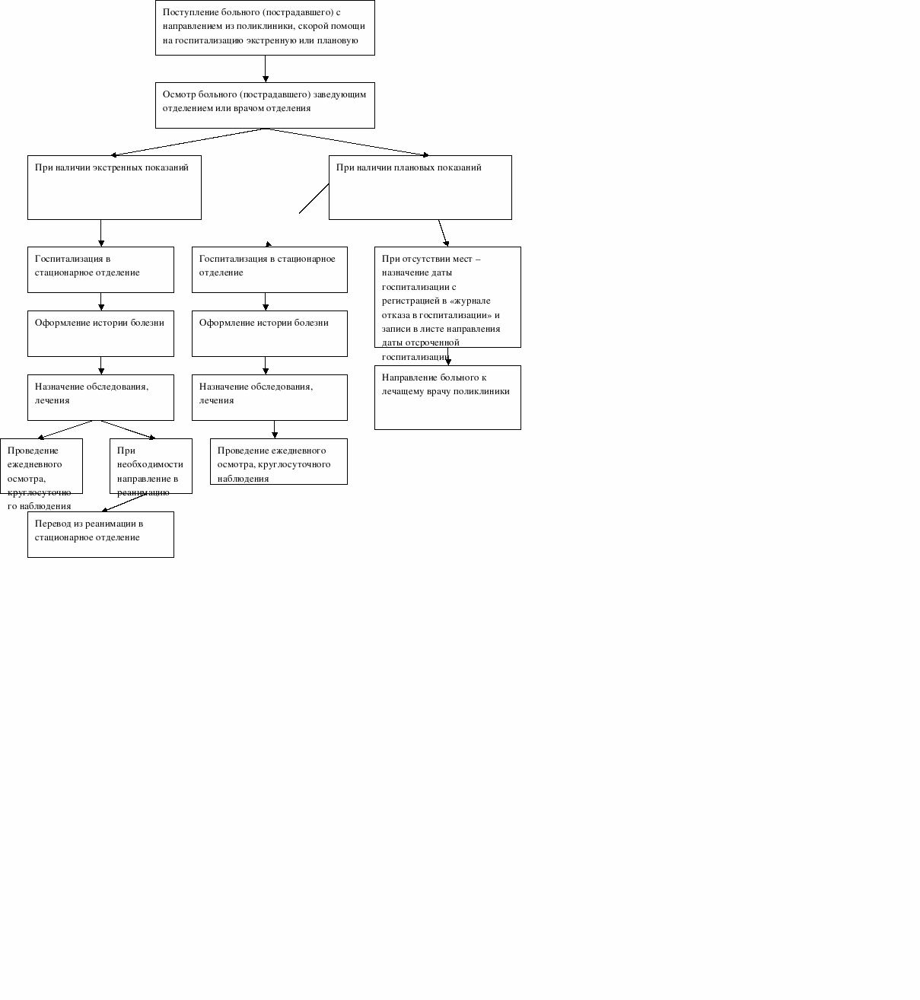 Поступление больного (пострадавшего) с
направлением из поликлиники, скорой помощи
на госпитализацию экстренную или плановую
Осмотр больного (пострадавшего) заведующим
отделением или врачом отделения
При наличии экстренных показаний
При наличии плановых показаний
Госпитализация в
стационарное отделение
Госпитализация в стационарное
отделение
При отсутствии мест –
назначение даты
госпитализации с
регистрацией в «журнале
отказа в госпитализации» и
записи в листе направления
даты отсроченной
госпитализации
Оформление истории болезни
Оформление истории болезни
Направление больного к
лечащему врачу поликлиники
Назначение обследования,
лечения
Назначение обследования,
лечения
Проведение
ежедневного
осмотра,
круглосуточно
го наблюдения
При
необходимости
направление в
реанимацию
Проведение ежедневного
осмотра, круглосуточного
наблюдения
Перевод из реанимации в
стационарное отделение